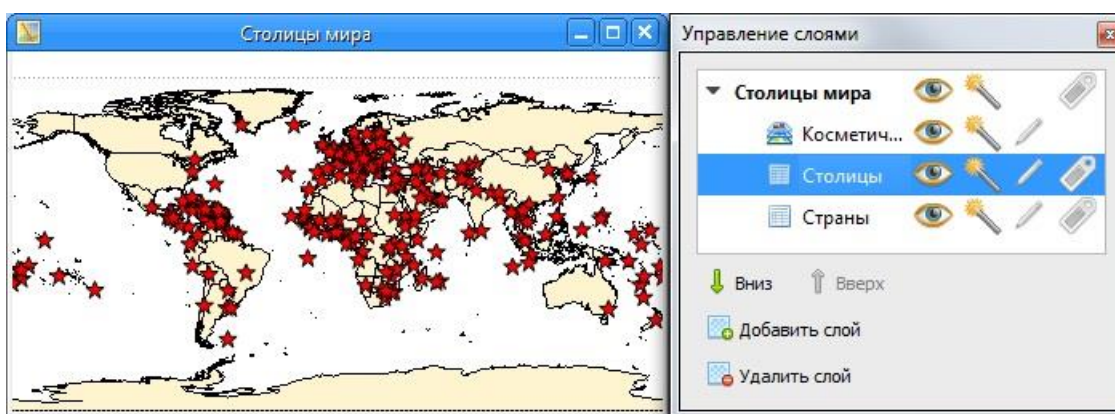 Столицы мира
Управление слоями
Столицы мира
Косметич...
Столицы
Страны
Вниз Вверх
Добавить слой
Удалить слой